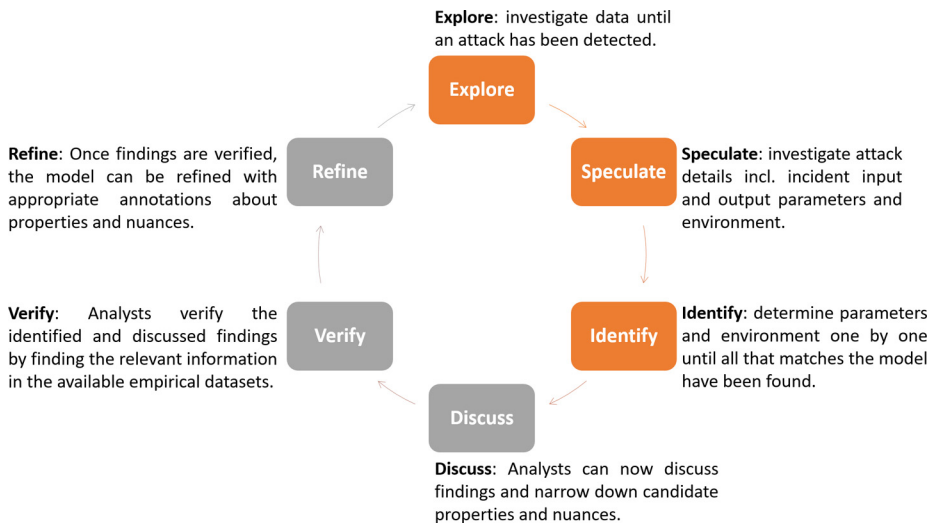 Explore: investigate data until
an attack has been detected.
Explore
Speculate
Speculate: investigate attack
details incl. incident input
and output parameters and
environment.
Identify
Identify: determine parameters
and environment one by one
until all that matches the model
have been found.
Discuss
Discuss: Analysts can now discuss
findings and narrow down candidate
properties and nuances.
Verify
Verify: Analysts verify the
identified and discussed findings
by finding the relevant information
in the available empirical datasets.
Refine
Refine: Once findings are verified,
the model can be refined with
appropriate annotations about
properties and nuances.